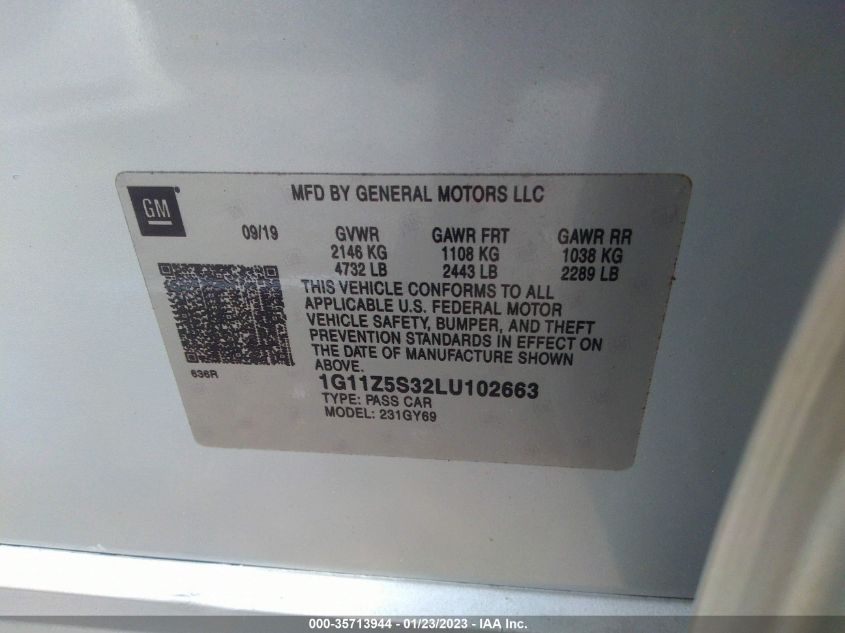 GM
MFD BY GENERAL MOTORS LLC
09/19 GVWR GAWR FRT GAWR RR
2146 KG 1108 KG 1038 KG
4732 LB 2443 LB 2289 LB
THIS VEHICLE CONFORMS TO ALL
APPLICABLE U.S. FEDERAL MOTOR
VEHICLE SAFETY, BUMPER, AND THEFT
PREVENTION STANDARDS IN EFFECT ON
THE DATE OF MANUFACTURE SHOWN
ABOVE.
636R
1G11Z5S32LU102663
TYPE: PASS CAR
MODEL: 231GY69
000-35713944 - 01/23/2023 - IAA Inc.